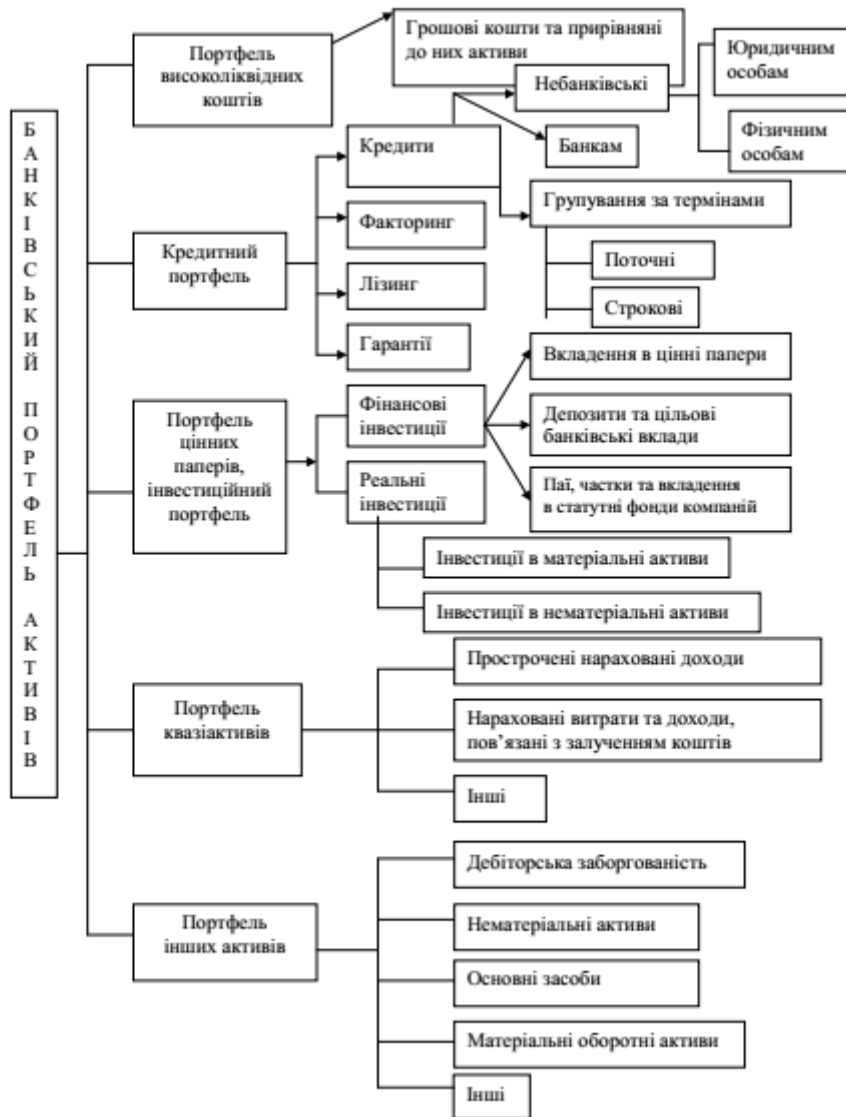 БАНКІВСЬКИЙ ПОРТФЕЛЬ АКТИВІВ
Портфель
високоліквідних
коштів
Грошові кошти та прирівняні
до них активи
Небанківські
Юридичним
особам
Фізичним
особам
Банкам
Кредити
Групування за термінами
Поточні
Строкові
Кредитний
портфель
Факторинг
Лізинг
Гарантії
Портфель
цінних
паперів,
інвестиційний
портфель
Фінансові
інвестиції
Вкладення в цінні папери
Депозити та цільові
банківські вклади
Паї, частки та вкладення
в статутні фонди компаній
Реальні
інвестиції
Інвестиції в матеріальні активи
Інвестиції в нематеріальні активи
Портфель
квазіактивів
Прострочені нараховані доходи
Нараховані витрати та доходи,
пов’язані з залученням коштів
Інші
Портфель
інших активів
Дебіторська заборгованість
Нематеріальні активи
Основні засоби
Матеріальні оборотні активи
Інші